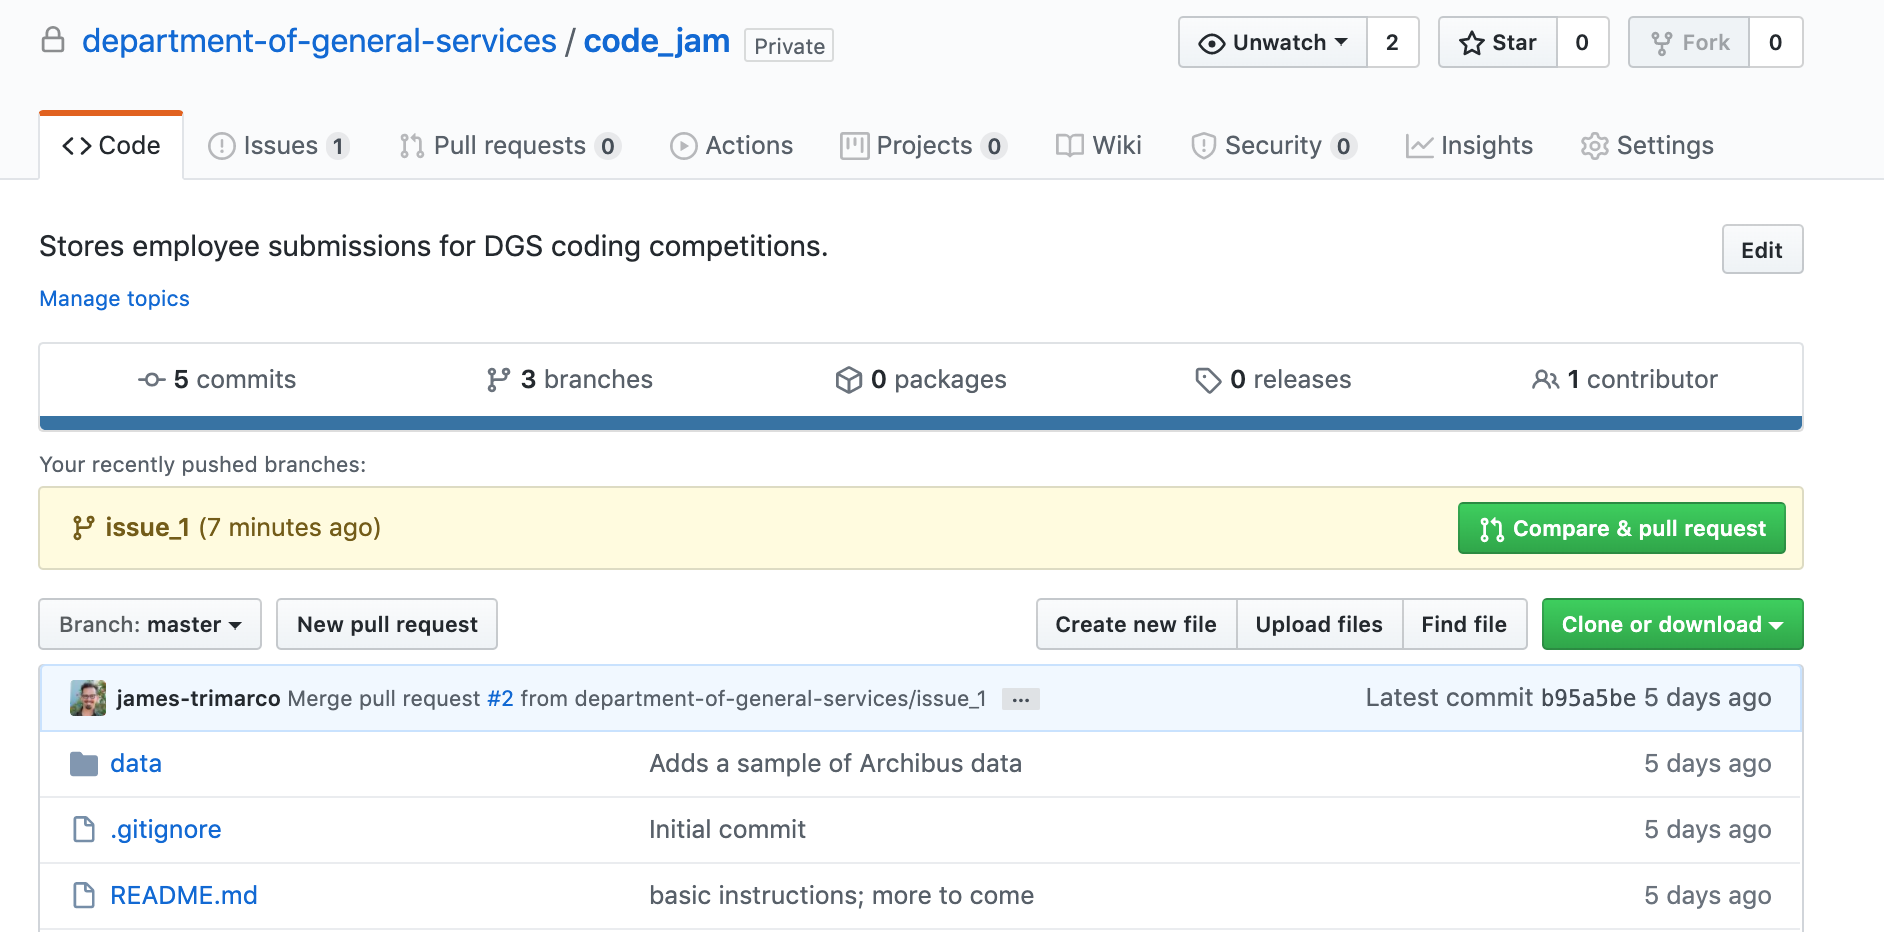 department-of-general-services / code_jam Private Unwatch 2 Star 0 Fork 0
Code Issues 1 Pull requests 0 Actions Projects 0 Wiki Security 0 Insights Settings
Stores employee submissions for DGS coding competitions. Edit
Manage topics
5 commits 3 branches 0 packages 0 releases 1 contributor
Your recently pushed branches:
issue_1 (7 minutes ago) Compare & pull request
Branch: master New pull request Create new file Upload files Find file Clone or download
james-trimarco Merge pull request #2 from department-of-general-services/issue_1 ... Latest commit b95a5be 5 days ago
data Adds a sample of Archibus data 5 days ago
.gitignore Initial commit 5 days ago
README.md basic instructions; more to come 5 days ago